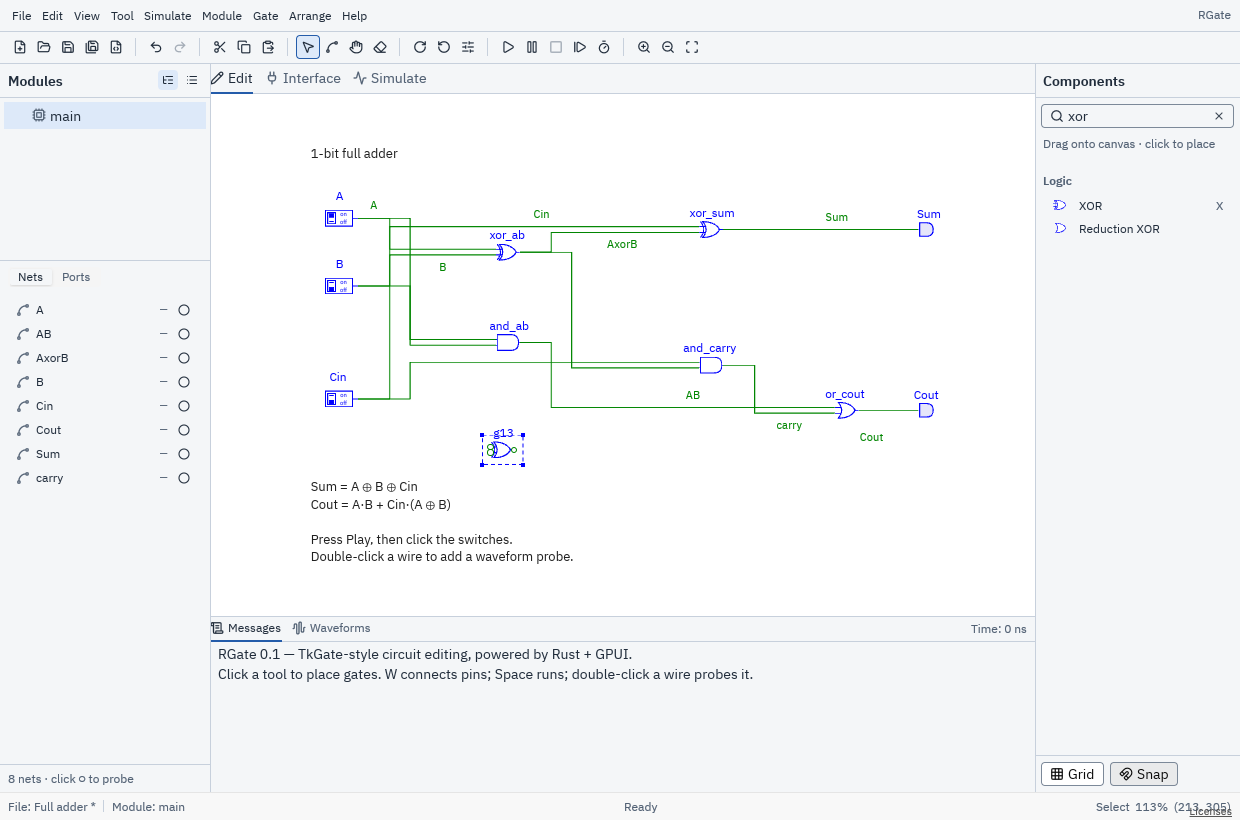 File Edit View Tool Simulate Module Gate Arrange Help
RGate
Modules
main
Nets Ports
A
AB
AxorB
B
Cin
Cout
Sum
carry
8 nets · click ○ to probe
Edit Interface Simulate
1-bit full adder
A
A
on
off
B
on
off
Cin
on
off
xor_ab
B
Cin
AxorB
xor_sum
Sum
Sum
and_ab
and_carry
AB
carry
or_cout
Cout
Cout
g13
Sum = A ⊕ B ⊕ Cin
Cout = A·B + Cin·(A ⊕ B)
Press Play, then click the switches.
Double-click a wire to add a waveform probe.
Messages Waveforms
Time: 0 ns
RGate 0.1 — TkGate-style circuit editing, powered by Rust + GPUI.
Click a tool to place gates. W connects pins; Space runs; double-click a wire probes it.
Components
xor
Drag onto canvas · click to place
Logic
XOR X
Reduction XOR
Grid Snap
File: Full adder * Module: main
Ready
Select 113% (213, 305)
Licenses